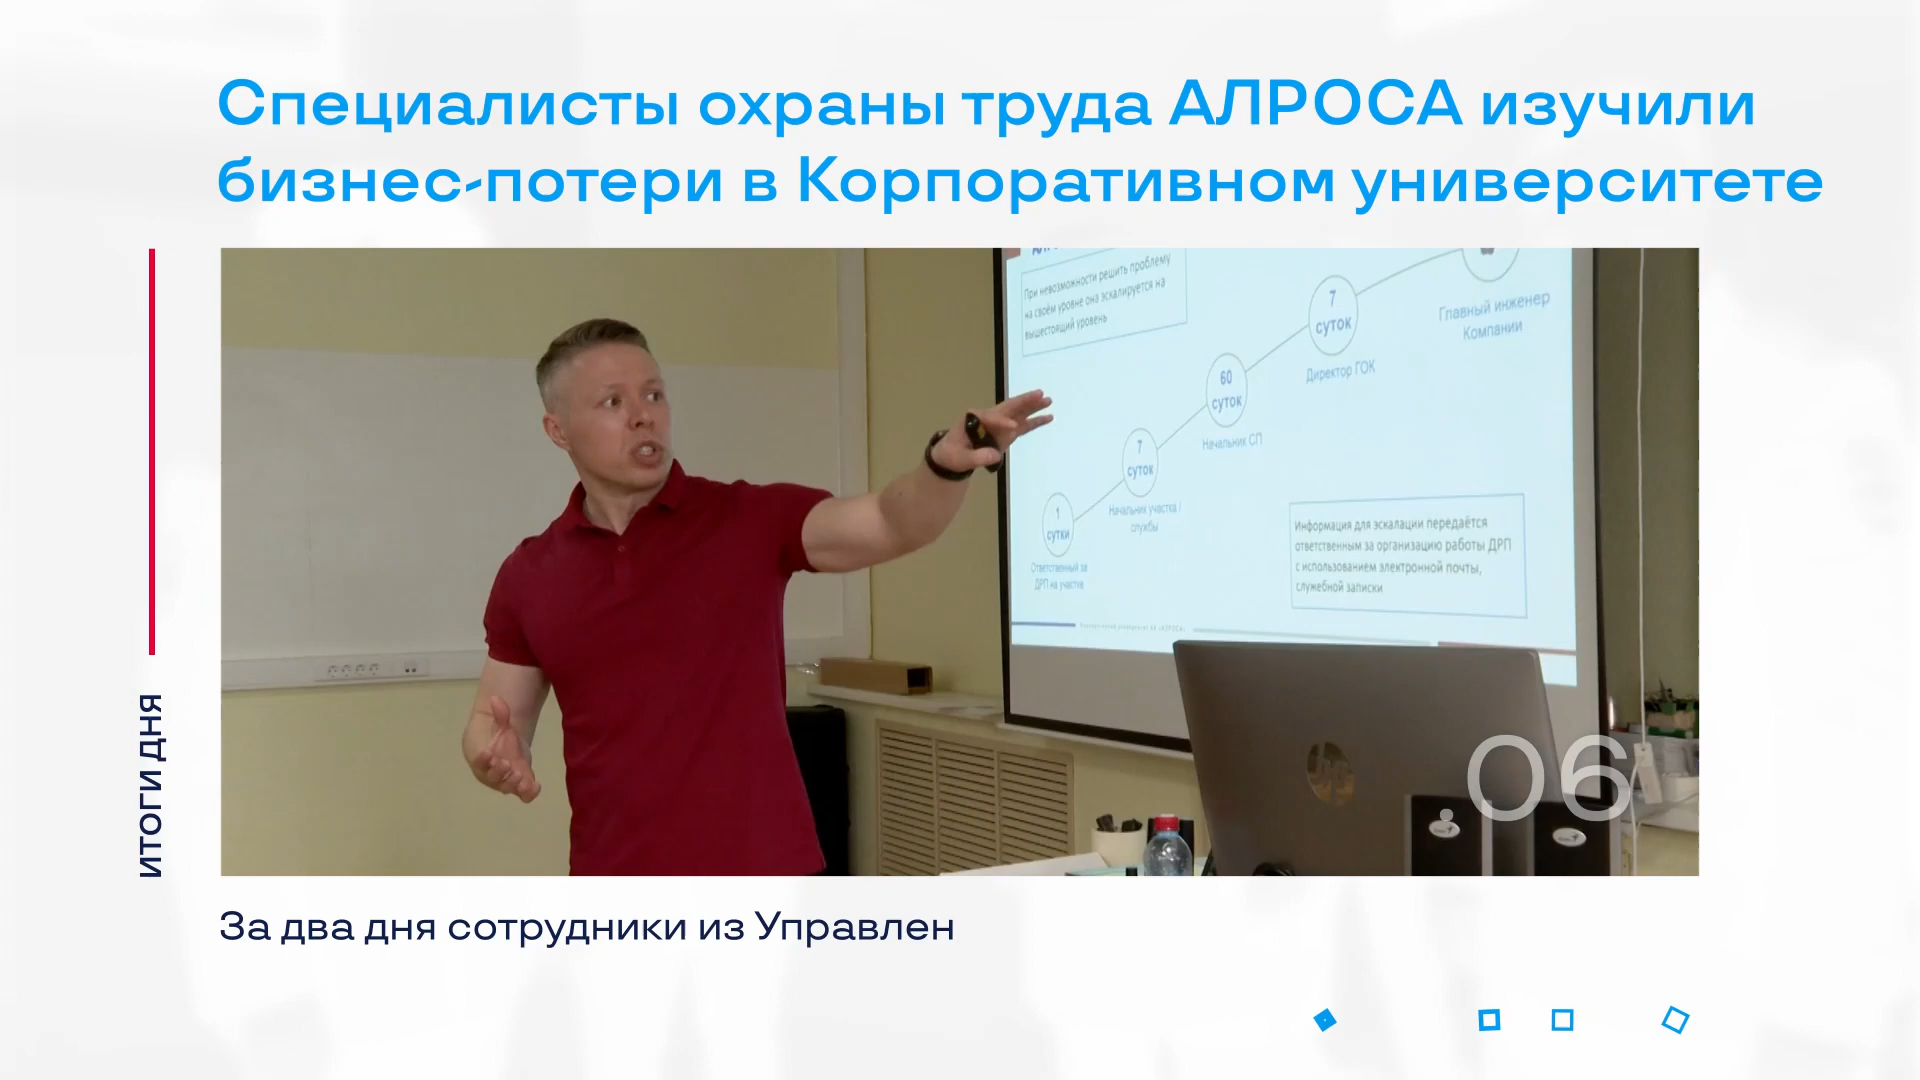 Специалисты охраны труда АЛРОСА изучили
бизнес-потери в Корпоративном университете
При невозможности решить проблему
на своём уровне она эскалируется на
вышестоящий уровень
7
суток
Главный инженер
Компании
Директор ГОК
60
суток
Начальник СП
7
суток
Начальник участка /
службы
1
сутки
Ответственный за
ДРП на участке
Информация для эскалации передаётся
ответственным за организацию работы ДРП
с использованием электронной почты,
служебной записки
hp
.06
ИТОГИ ДНЯ
За два дня сотрудники из Управлен